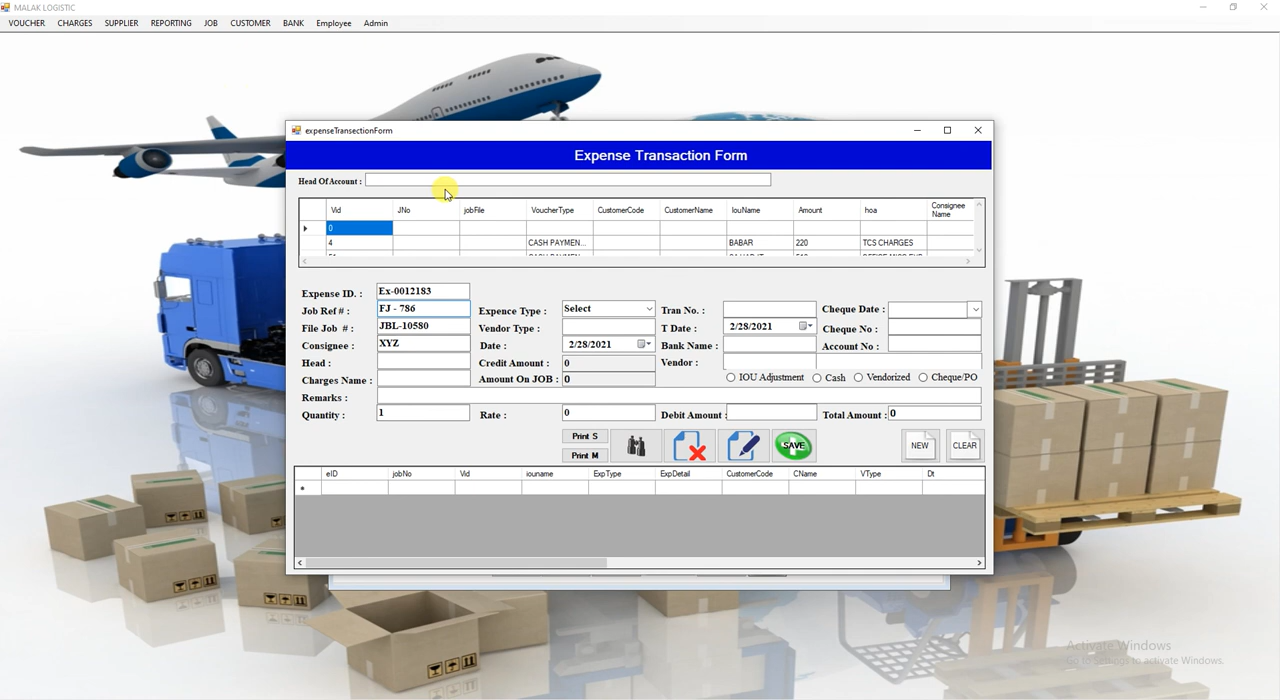 MALAK LOGISTIC
VOUCHER CHARGES SUPPLIER REPORTING JOB CUSTOMER BANK Employee Admin
expenseTransectionForm
Expense Transaction Form
Head Of Account :
Vid JNo jobFile VoucherType CustomerCode CustomerName IouName Amount hoa Consignee Name
0
4 CASH PAYMEN... BABAR 220 TCS CHARGES
Expense ID. : Ex-0012183
Job Ref # : FJ - 786 Expence Type : Select Tran No. : Cheque Date :
File Job # : JBL-10580 Vendor Type : T Date : 2/28/2021 Cheque No :
Consignee : XYZ Date : 2/28/2021 Bank Name : Account No :
Head : Credit Amount : 0 Vendor :
Charges Name : Amount On JOB : 0 IOU Adjustment Cash Vendorized Cheque/PO
Remarks :
Quantity : 1 Rate : 0 Debit Amount : Total Amount : 0
Print S
Print M
SAVE NEW CLEAR
eID jobNo Vid iouname ExpType ExpDetail CustomerCode CName VType Dt
Activate Windows
Go to Settings to activate Windows.